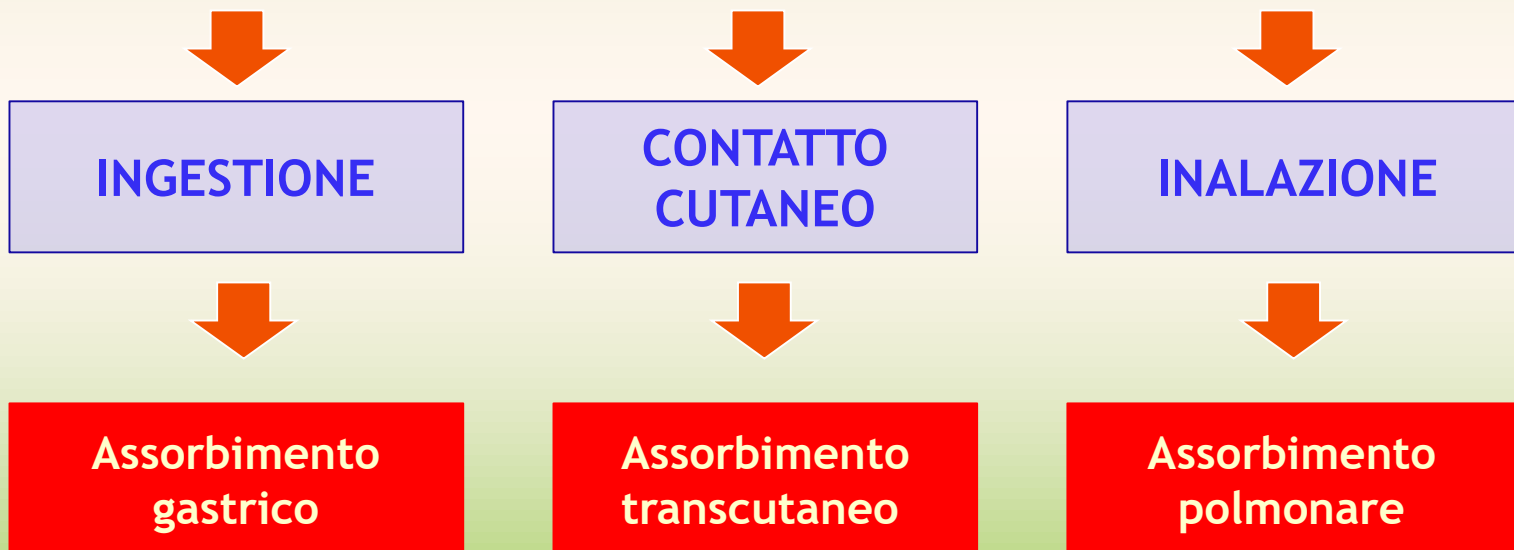 INGESTIONE
CONTATTO
CUTANEO
INALAZIONE
Assorbimento
gastrico
Assorbimento
transcutaneo
Assorbimento
polmonare